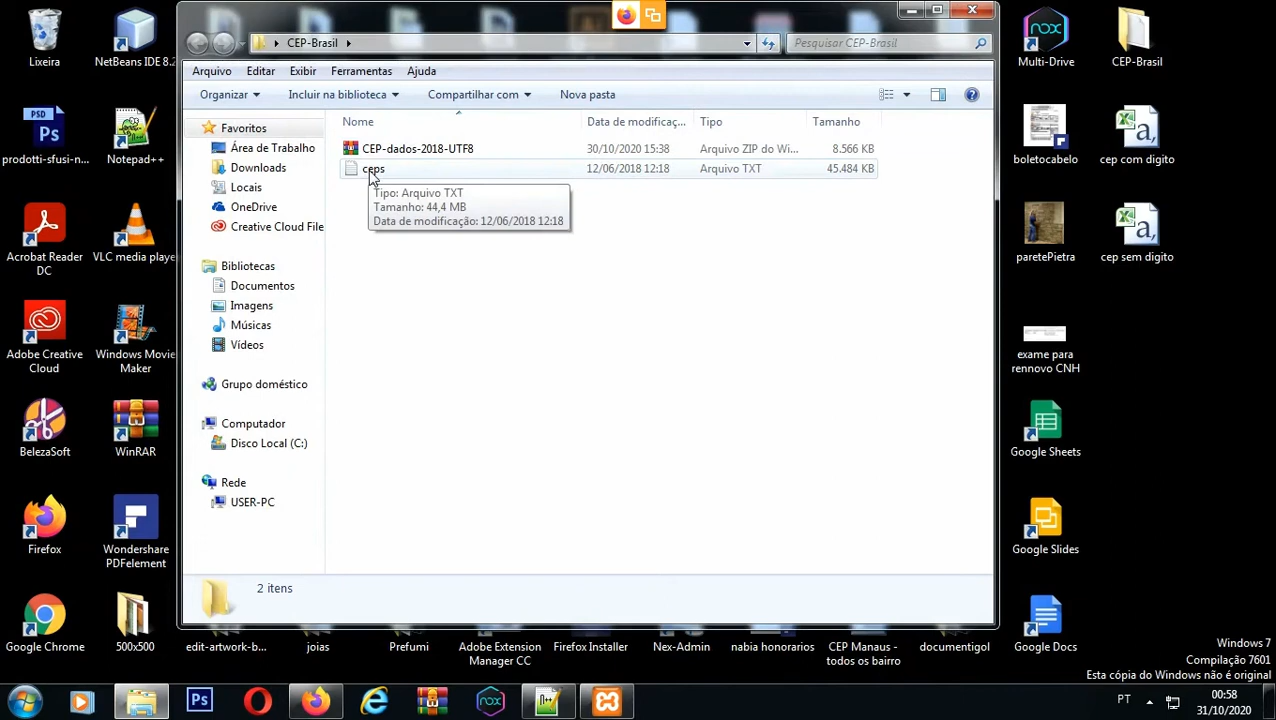 CEP-Brasil
Pesquisar CEP-Brasil
Arquivo Editar Exibir Ferramentas Ajuda
Organizar Incluir na biblioteca Compartilhar com Nova pasta
Nome Data de modificaç... Tipo Tamanho
CEP-dados-2018-UTF8 30/10/2020 15:38 Arquivo ZIP do Wi... 8.566 KB
ceps 12/06/2018 12:18 Arquivo TXT 45.484 KB
Tipo: Arquivo TXT
Tamanho: 44,4 MB
Data de modificação: 12/06/2018 12:18
Favoritos
Área de Trabalho
Downloads
Locais
OneDrive
Creative Cloud File
Bibliotecas
Documentos
Imagens
Músicas
Vídeos
Grupo doméstico
Computador
Disco Local (C:)
Rede
USER-PC
2 itens
Lixeira
NetBeans IDE 8.2
PSD
Ps
prodotti-sfusi-n...
Notepad++
Acrobat Reader
DC
VLC media player
Adobe Creative
Cloud
Windows Movie
Maker
BelezaSoft
WinRAR
Firefox
Wondershare
PDFelement
Google Chrome
500x500
edit-artwork-b...
joias
Prefumi
Adobe Extension
Manager CC
Firefox Installer
Nex-Admin
nabia honorarios
CEP Manaus -
todos os bairro
documentigol
nox
Multi-Drive
CEP-Brasil
boletocabelo
cep com digito
paretePietra
cep sem digito
exame para
rennovo CNH
Google Sheets
Google Slides
Google Docs
Windows 7
Compilação 7601
Esta cópia do Windows não é original
Ps
nox
PT
00:58
31/10/2020